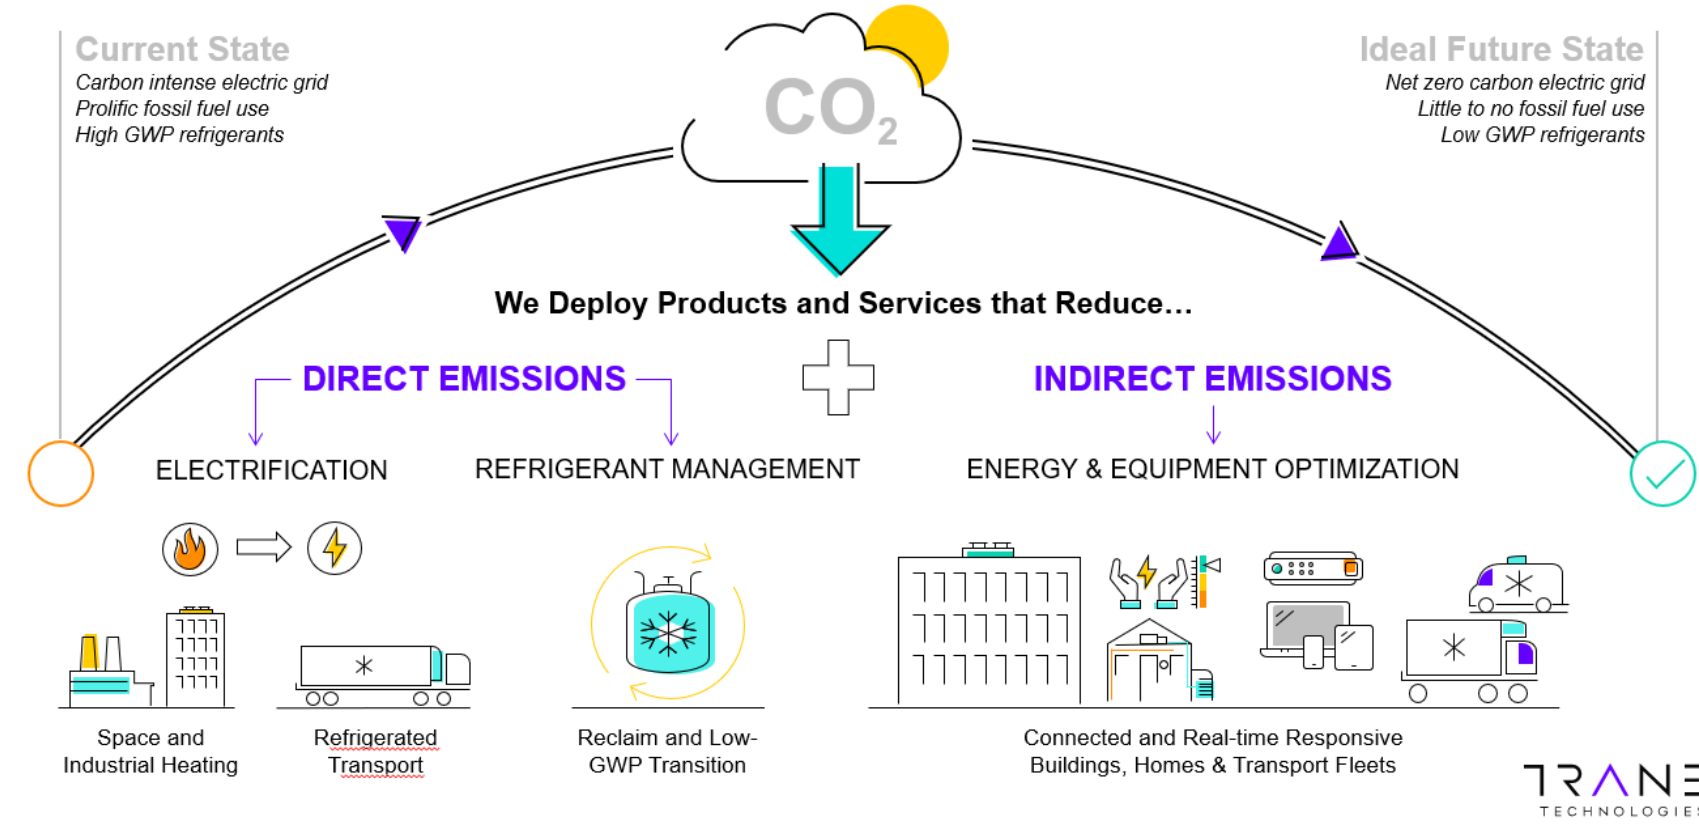 Current State
Carbon intense electric grid
Prolific fossil fuel use
High GWP refrigerants
CO₂
Ideal Future State
Net zero carbon electric grid
Little to no fossil fuel use
Low GWP refrigerants
We Deploy Products and Services that Reduce…
DIRECT EMISSIONS
INDIRECT EMISSIONS
ELECTRIFICATION
REFRIGERANT MANAGEMENT
ENERGY & EQUIPMENT OPTIMIZATION
Space and
Industrial Heating
Refrigerated
Transport
Reclaim and Low-
GWP Transition
Connected and Real-time Responsive
Buildings, Homes & Transport Fleets
TRANE
TECHNOLOGIES